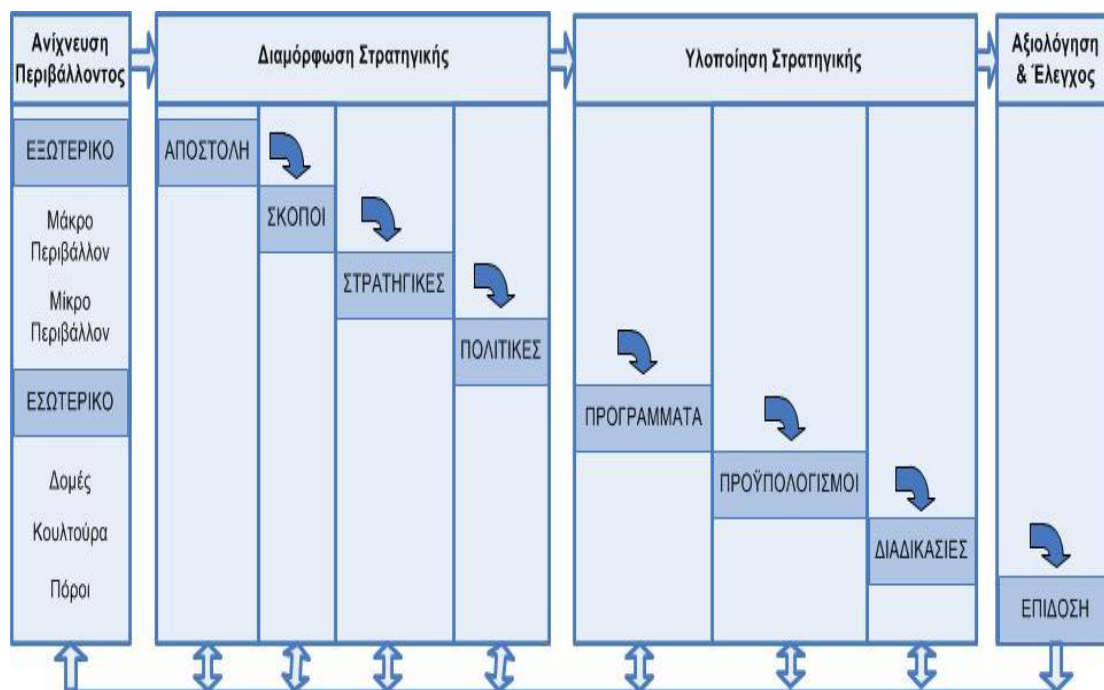 Ανίχνευση
Περιβάλλοντος
Διαμόρφωση Στρατηγικής
Υλοποίηση Στρατηγικής
Αξιολόγηση
& Έλεγχος
ΕΞΩΤΕΡΙΚΟ
Μάκρο
Περιβάλλον
Μίκρο
Περιβάλλον
ΕΣΩΤΕΡΙΚΟ
Δομές
Κουλτούρα
Πόροι
ΑΠΟΣΤΟΛΗ
ΣΚΟΠΟΙ
ΣΤΡΑΤΗΓΙΚΕΣ
ΠΟΛΙΤΙΚΕΣ
ΠΡΟΓΡΑΜΜΑΤΑ
ΠΡΟΫΠΟΛΟΓΙΣΜΟΙ
ΔΙΑΔΙΚΑΣΙΕΣ
ΕΠΙΔΟΣΗ